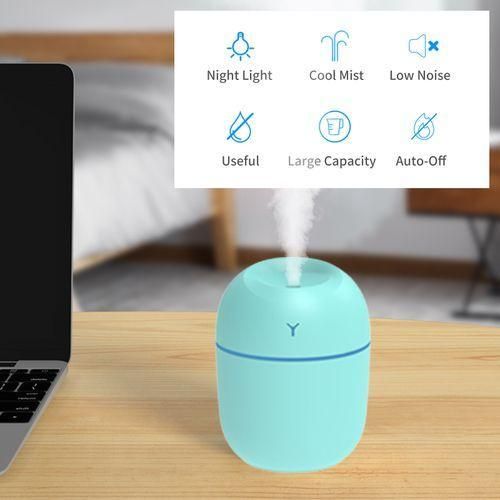 Night Light
Cool Mist
Low Noise
Useful
Large Capacity
Auto-Off
Y